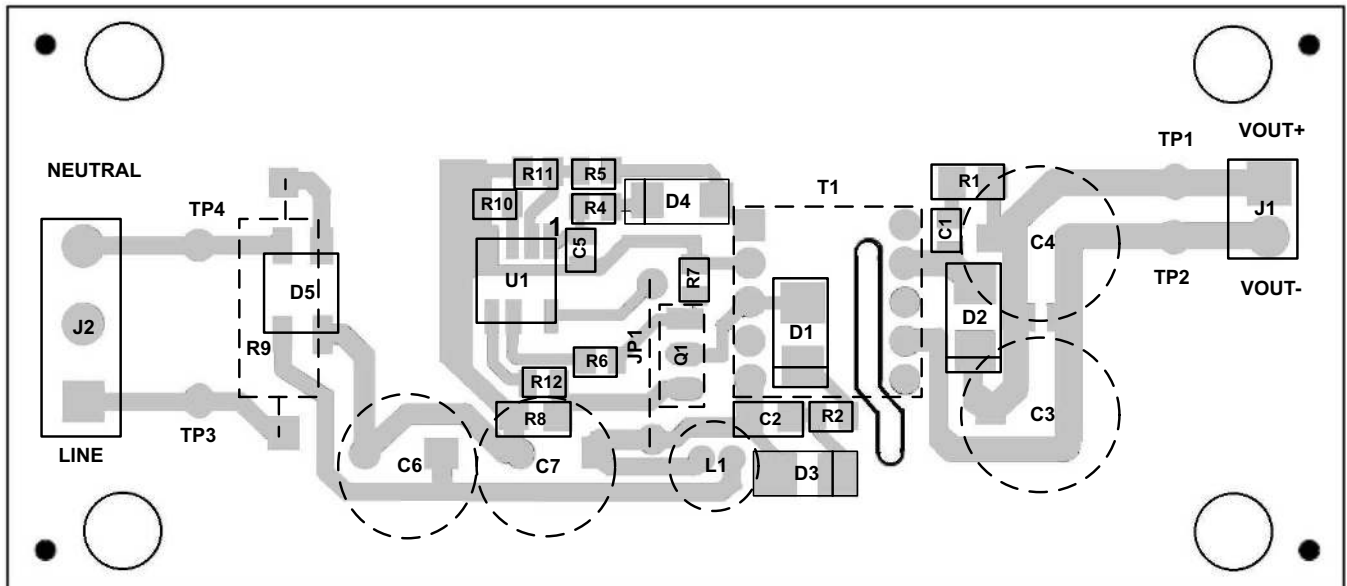 VOUT+
TP1
NEUTRAL
R11
R5
R1
T1
R10
R4
D4
J1
TP4
1
C1
C4
C5
TP2
U1
R7
D5
VOUT-
J2
D1
D2
JP1
R9
Q1
R6
R12
C3
R8
C2
R2
TP3
LINE
C6
C7
L1
D3